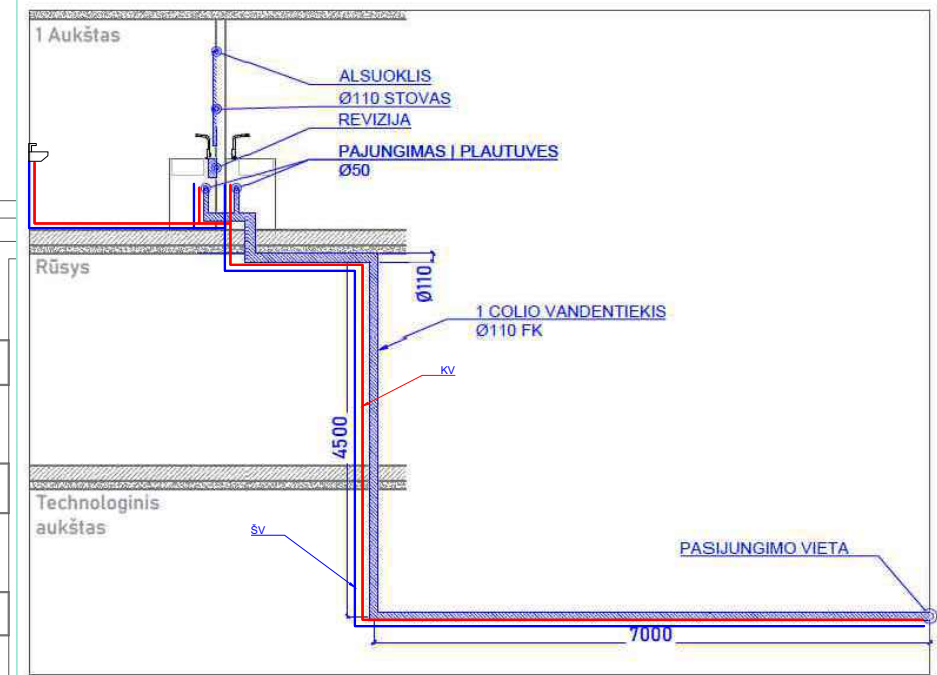 1 Aukštas
ALSUOKLIS
Ø110 STOVAS
REVIZIJA
PAJUNGIMAS Į PLAUTUVES
Ø50
Rūsys
Ø110
1 COLIO VANDENTIEKIS
Ø110 FK
KV
4500
Technologinis
aukštas
ŠV
PASIJUNGIMO VIETA
7000